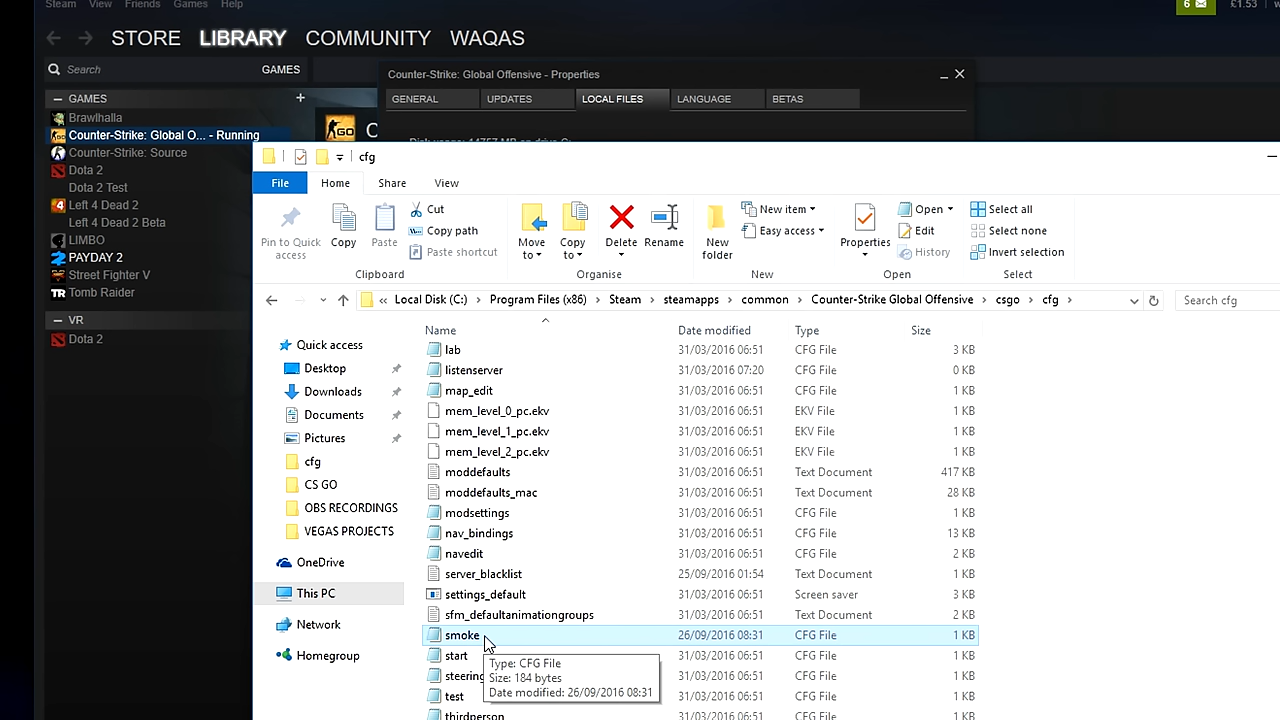 Steam View Friends Games Help
6
£1.53
STORE LIBRARY COMMUNITY WAQAS
Search
GAMES
Counter-Strike: Global Offensive - Properties
GENERAL UPDATES LOCAL FILES LANGUAGE BETAS
GAMES
Brawlhalla
Counter-Strike: Global O... - Running
Counter-Strike: Source
Dota 2
Dota 2 Test
Left 4 Dead 2
Left 4 Dead 2 Beta
LIMBO
PAYDAY 2
Street Fighter V
Tomb Raider
VR
Dota 2
GO
cfg
File Home Share View
Pin to Quick access
Copy
Paste
Cut
Copy path
Paste shortcut
Clipboard
Move to
Copy to
Delete
Rename
Organise
New folder
New item
Easy access
New
Properties
Open
Edit
History
Open
Select all
Select none
Invert selection
Select
« Local Disk (C:) > Program Files (x86) > Steam > steamapps > common > Counter-Strike Global Offensive > csgo > cfg >
Search cfg
Quick access
Desktop
Downloads
Documents
Pictures
cfg
CS GO
OBS RECORDINGS
VEGAS PROJECTS
OneDrive
This PC
Network
Homegroup
Name Date modified Type Size
lab 31/03/2016 06:51 CFG File 3 KB
listenserver 31/03/2016 07:20 CFG File 0 KB
map_edit 31/03/2016 06:51 CFG File 1 KB
mem_level_0_pc.ekv 31/03/2016 06:51 EKV File 1 KB
mem_level_1_pc.ekv 31/03/2016 06:51 EKV File 1 KB
mem_level_2_pc.ekv 31/03/2016 06:51 EKV File 1 KB
moddefaults 31/03/2016 06:51 Text Document 417 KB
moddefaults_mac 31/03/2016 06:51 Text Document 28 KB
modsettings 31/03/2016 06:51 CFG File 1 KB
nav_bindings 31/03/2016 06:51 CFG File 13 KB
navedit 31/03/2016 06:51 CFG File 2 KB
server_blacklist 25/09/2016 01:54 Text Document 1 KB
settings_default 31/03/2016 06:51 Screen saver 3 KB
sfm_defaultanimationgroups 31/03/2016 06:51 Text Document 2 KB
smoke 26/09/2016 08:31 CFG File 1 KB
start 31/03/2016 06:51 CFG File 1 KB
steering 31/03/2016 06:51 CFG File 1 KB
test 31/03/2016 06:51 CFG File 1 KB
thirdperson 31/03/2016 06:51 CFG File 1 KB
Type: CFG File
Size: 184 bytes
Date modified: 26/09/2016 08:31